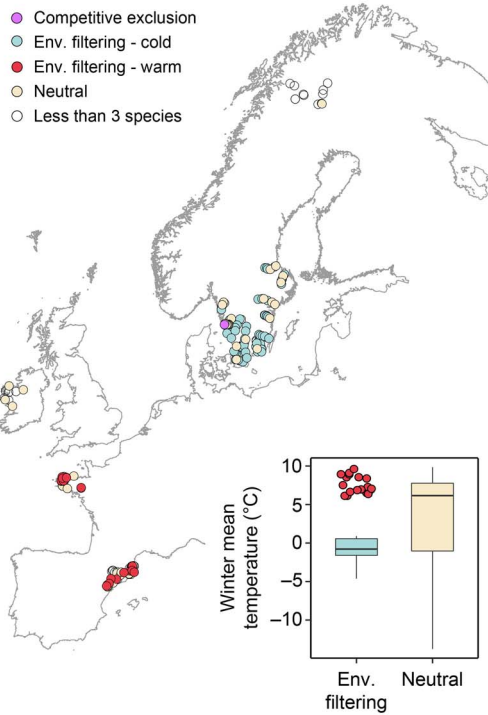 Competitive exclusion
Env. filtering - cold
Env. filtering - warm
Neutral
Less than 3 species
Winter mean
temperature (°C)
10
5
0
−5
−10
Env.
filtering
Neutral